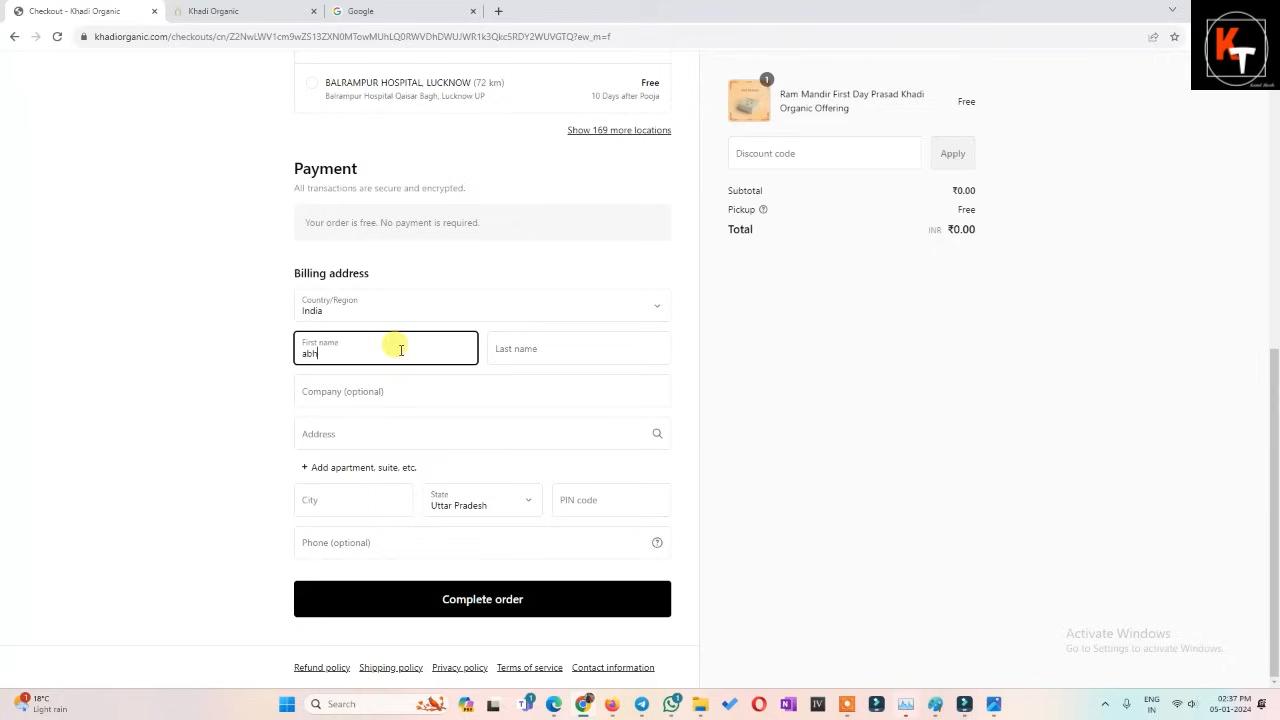 Checkout - Khadi Organic
Khadi Organic
Google
BALRAMPUR HOSPITAL, LUCKNOW (72 km)
Free
Balrampur Hospital Qaisar Bagh, Lucknow UP
10 Days after Pooja
Show 169 more locations
Payment
All transactions are secure and encrypted.
Your order is free. No payment is required.
Billing address
Country/Region
India
First name
abh
Last name
Company (optional)
Address
+ Add apartment, suite, etc.
City
State
Uttar Pradesh
PIN code
Phone (optional)
Complete order
Refund policy
Shipping policy
Privacy policy
Terms of service
Contact information
1
Ram Mandir First Day Prasad Khadi
Organic Offering
Free
Discount code
Apply
Subtotal
₹0.00
Pickup
Free
Total
INR ₹0.00
KT
Activate Windows
Go to Settings to activate Windows.
18°C
Light rain
Search
ENG
IN
02:37 PM
05-01-2024